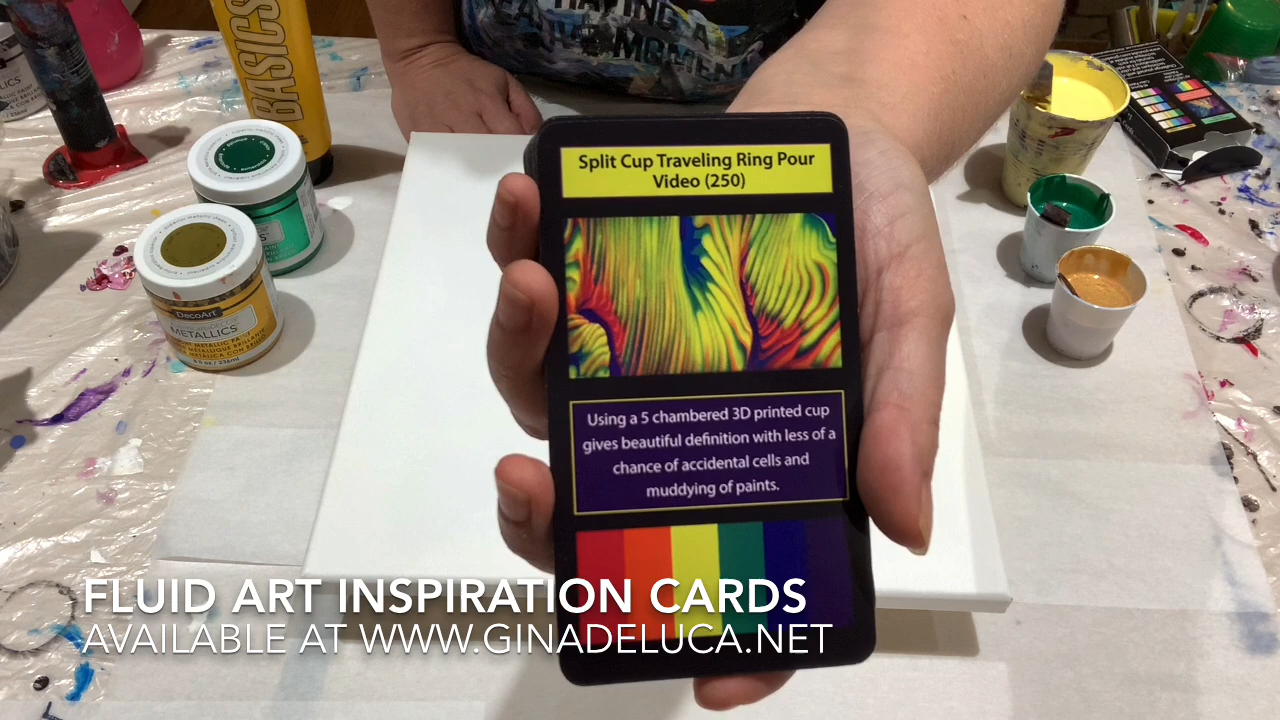 BASICS
HAVING
Split Cup Traveling Ring Pour
Video (250)
DecoArt
METALLICS
Using a 5 chambered 3D printed cup
gives beautiful definition with less of a
chance of accidental cells and
muddying of paints.
FLUID ART INSPIRATION CARDS
AVAILABLE AT WWW.GINADELUCA.NET